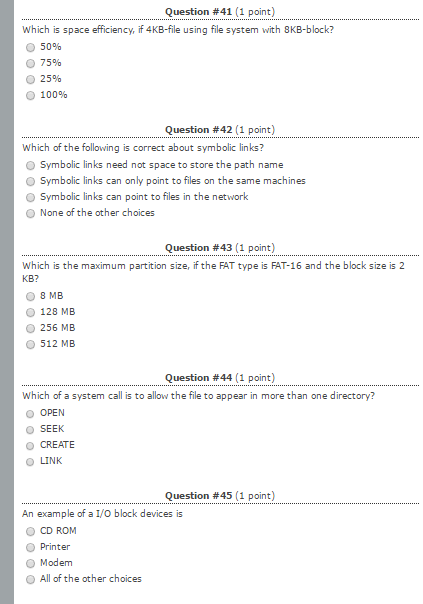 Question #41 (1 point)
Which is space efficiency, if 4KB-file using file system with 8KB-block?
50%
75%
25%
100%
Question #42 (1 point)
Which of the following is correct about symbolic links?
Symbolic links need not space to store the path name
Symbolic links can only point to files on the same machines
Symbolic links can point to files in the network
None of the other choices
Question #43 (1 point)
Which is the maximum partition size, if the FAT type is FAT-16 and the block size is 2
KB?
8 MB
128 MB
256 MB
512 MB
Question #44 (1 point)
Which of a system call is to allow the file to appear in more than one directory?
OPEN
SEEK
CREATE
LINK
Question #45 (1 point)
An example of a I/O block devices is
CD ROM
Printer
Modem
All of the other choices